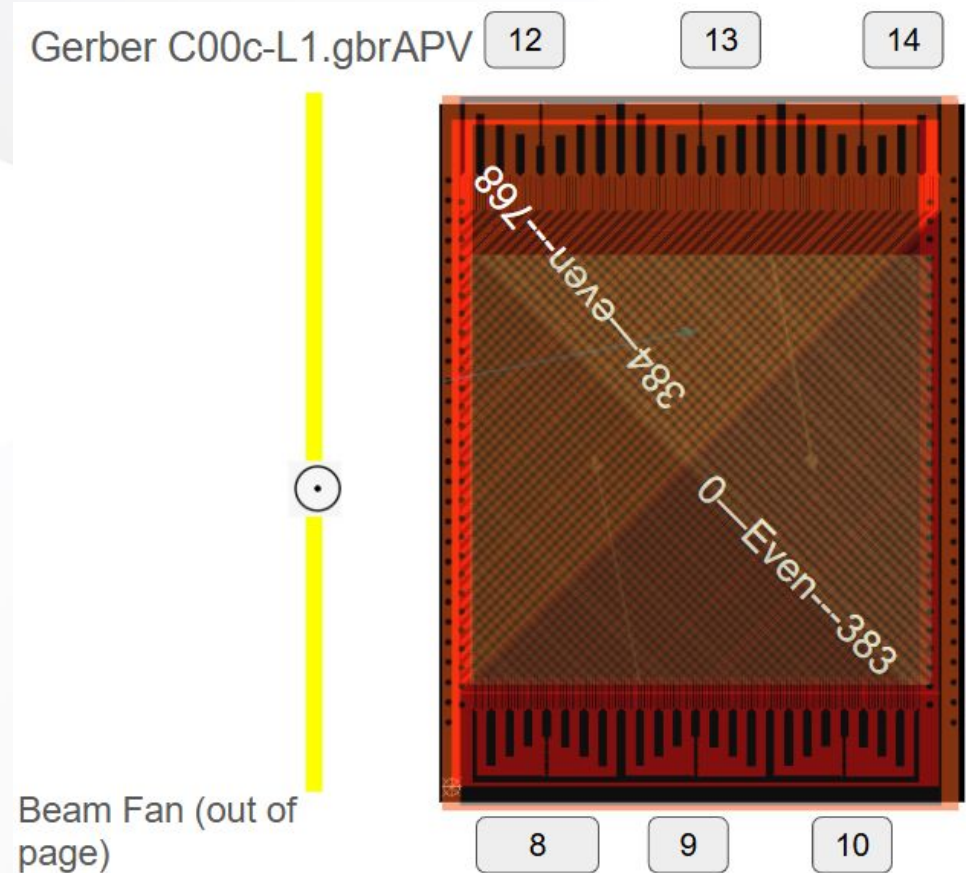 Gerber C00c-L1.gbrAPV
12
13
14
384—even---768
0—Even---383
Beam Fan (out of
page)
8
9
10